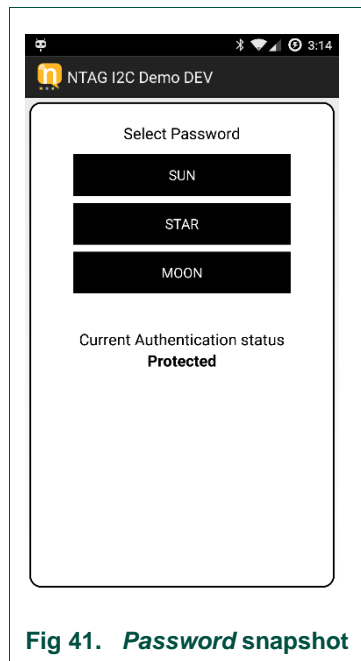 3:14
NTAG I2C Demo DEV
Select Password
SUN
STAR
MOON
Current Authentication status
Protected
Fig 41. Password snapshot